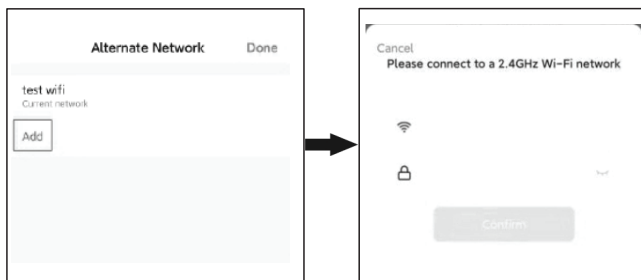 Alternate Network Done
test wifi
Current network
Add
Cancel
Please connect to a 2.4GHz Wi-Fi network
Confirm